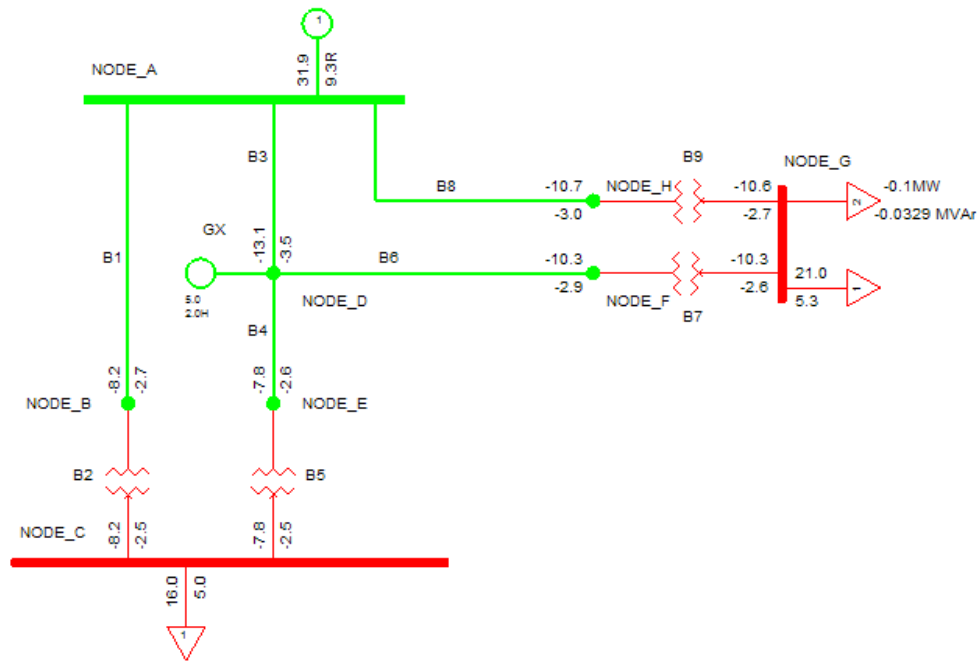 1
31.9
9.3R
NODE_A
B3
B9
NODE_G
B8
-10.7
NODE_H
-10.6
-0.1MW
-3.0
-2.7
2
-0.0329 MVAr
GX
-13.1
-3.5
B1
B6
-10.3
-10.3
21.0
5.0
2.0H
NODE_D
-2.9
NODE_F
-2.6
5.3
1
B4
B7
-8.2
-2.7
-7.8
-2.6
NODE_B
NODE_E
B2
B5
NODE_C
-8.2
-2.5
-7.8
-2.5
16.0
5.0
1